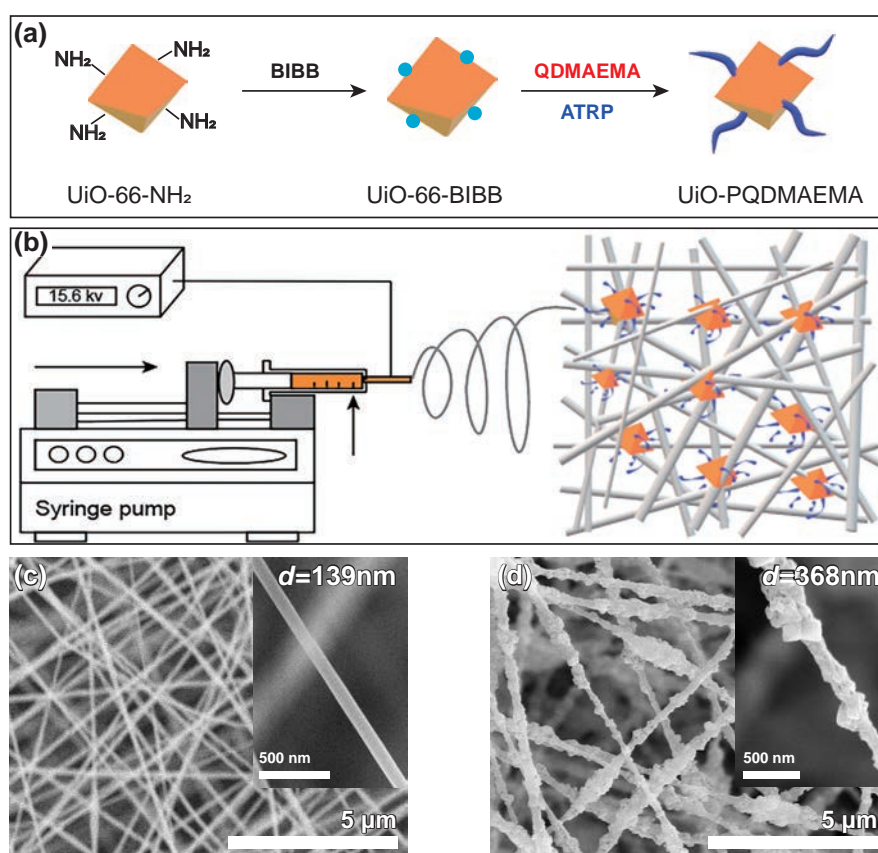 (a)
NH₂
NH₂
NH₂
NH₂
BIBB
QDMAEMA
ATRP
UiO-66-NH₂
UiO-66-BIBB
UiO-PQDMAEMA
(b)
15.6 kv
Syringe pump
(c)
d=139nm
500 nm
5 µm
(d)
d=368nm
500 nm
5 µm